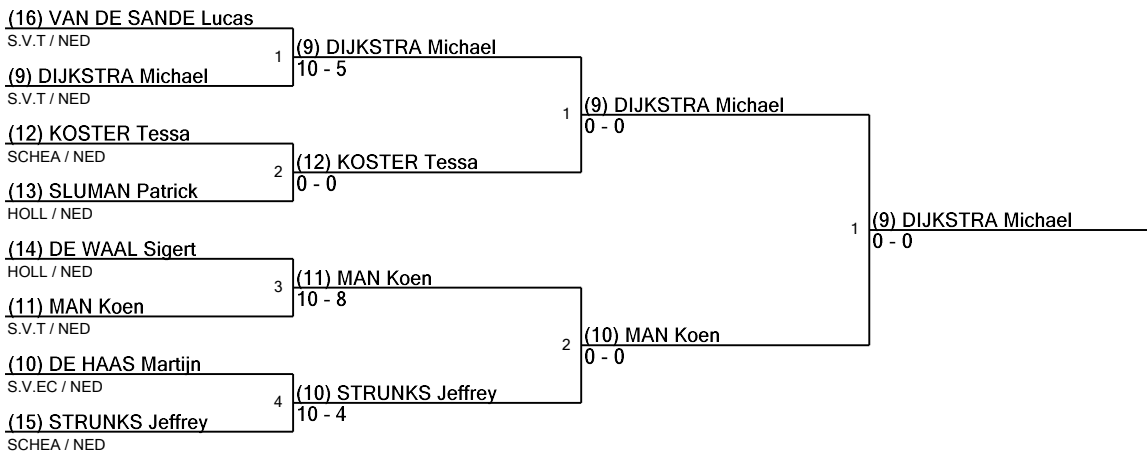 (16) VAN DE SANDE Lucas
S.V.T / NED
1
(9) DIJKSTRA Michael
10 - 5
(9) DIJKSTRA Michael
S.V.T / NED
1
(9) DIJKSTRA Michael
0 - 0
(12) KOSTER Tessa
SCHEA / NED
2
(12) KOSTER Tessa
0 - 0
(13) SLUMAN Patrick
HOLL / NED
1
(9) DIJKSTRA Michael
0 - 0
(14) DE WAAL Sigert
HOLL / NED
3
(11) MAN Koen
10 - 8
(11) MAN Koen
S.V.T / NED
2
(10) MAN Koen
0 - 0
(10) DE HAAS Martijn
S.V.EC / NED
4
(10) STRUNKS Jeffrey
10 - 4
(15) STRUNKS Jeffrey
SCHEA / NED